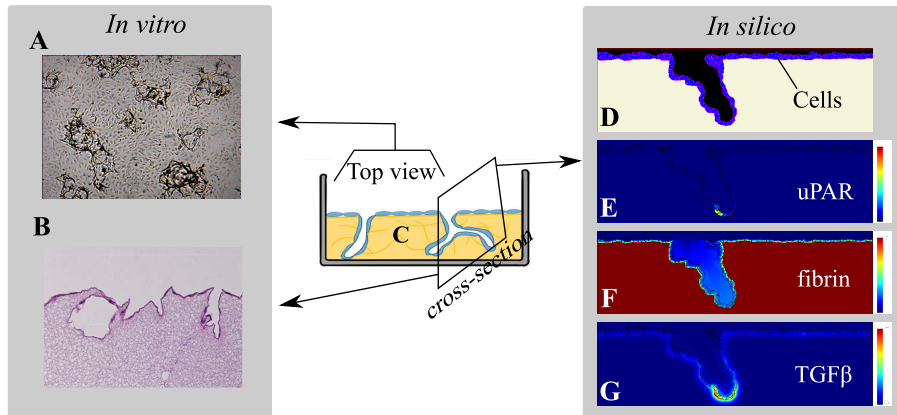 In vitro
A
B
Top view
C
cross-section
In silico
D
Cells
E
uPAR
F
fibrin
G
TGFβ